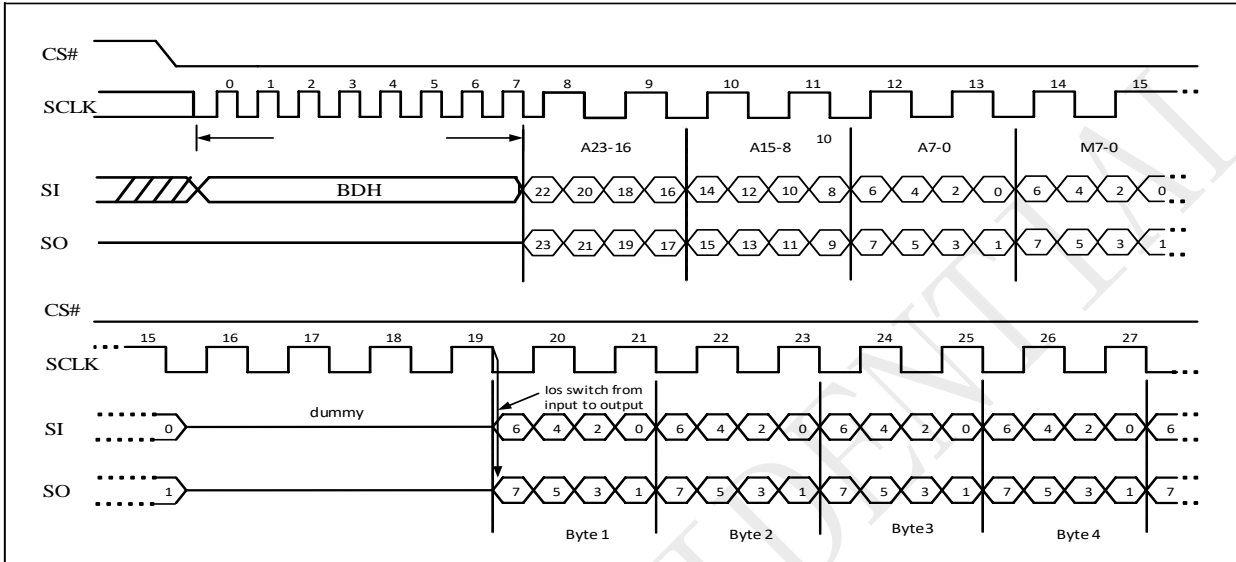 CS#
0 1 2 3 4 5 6 7 8 9 10 11 12 13 14 15
SCLK
A23-16 A15-8 10 A7-0 M7-0
SI BDH 22 20 18 16 14 12 10 8 6 4 2 0 6 4 2 0
SO 23 21 19 17 15 13 11 9 7 5 3 1 7 5 3 1
CS#
15 16 17 18 19 20 21 22 23 24 25 26 27
SCLK
Ios switch from
input to output
dummy
SI 0 6 4 2 0 6 4 2 0 6 4 2 0 6 4 2 0 6
SO 1 7 5 3 1 7 5 3 1 7 5 3 1 7 5 3 1 7
Byte 1 Byte 2 Byte3 Byte 4
IDENTIAL